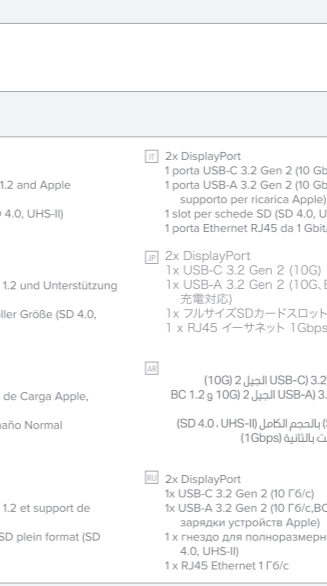 1.2 and Apple
4.0, UHS-II)
1.2 und Unterstützung
ller Größe (SD 4.0,
de Carga Apple,
maño Normal
1.2 et support de
SD plein format (SD
IT
2x DisplayPort
1 porta USB-C 3.2 Gen 2 (10 Gb
1 porta USB-A 3.2 Gen 2 (10 Gb
supporto per ricarica Apple)
1 slot per schede SD (SD 4.0, U
1 porta Ethernet RJ45 da 1 Gbit/
JP
2x DisplayPort
1x USB-C 3.2 Gen 2 (10G)
1x USB-A 3.2 Gen 2 (10G、B
充電対応)
1x フルサイズSDカードスロット
1 x RJ45 イーサネット 1Gbps
AR
3.2 (USB-C الجيل 2 (10G)
3. USB-A) الجيل 2 (10g و BC 1.2
) بالحجم الكامل (SD 4.0 ، UHS-II)
ت بالثانية (1Gbps)
RU
2x DisplayPort
1x USB-C 3.2 Gen 2 (10 Гб/с)
1x USB-A 3.2 Gen 2 (10 Гб/с,BC
зарядки устройств Apple)
1 x гнездо для полноразмерно
4.0, UHS-II)
1 x RJ45 Ethernet 1 Гб/с